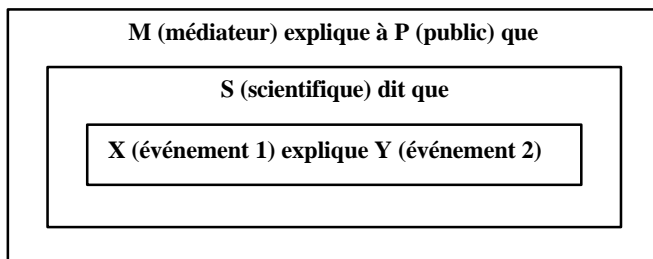 M (médiateur) explique à P (public) que
S (scientifique) dit que
X (événement 1) explique Y (événement 2)